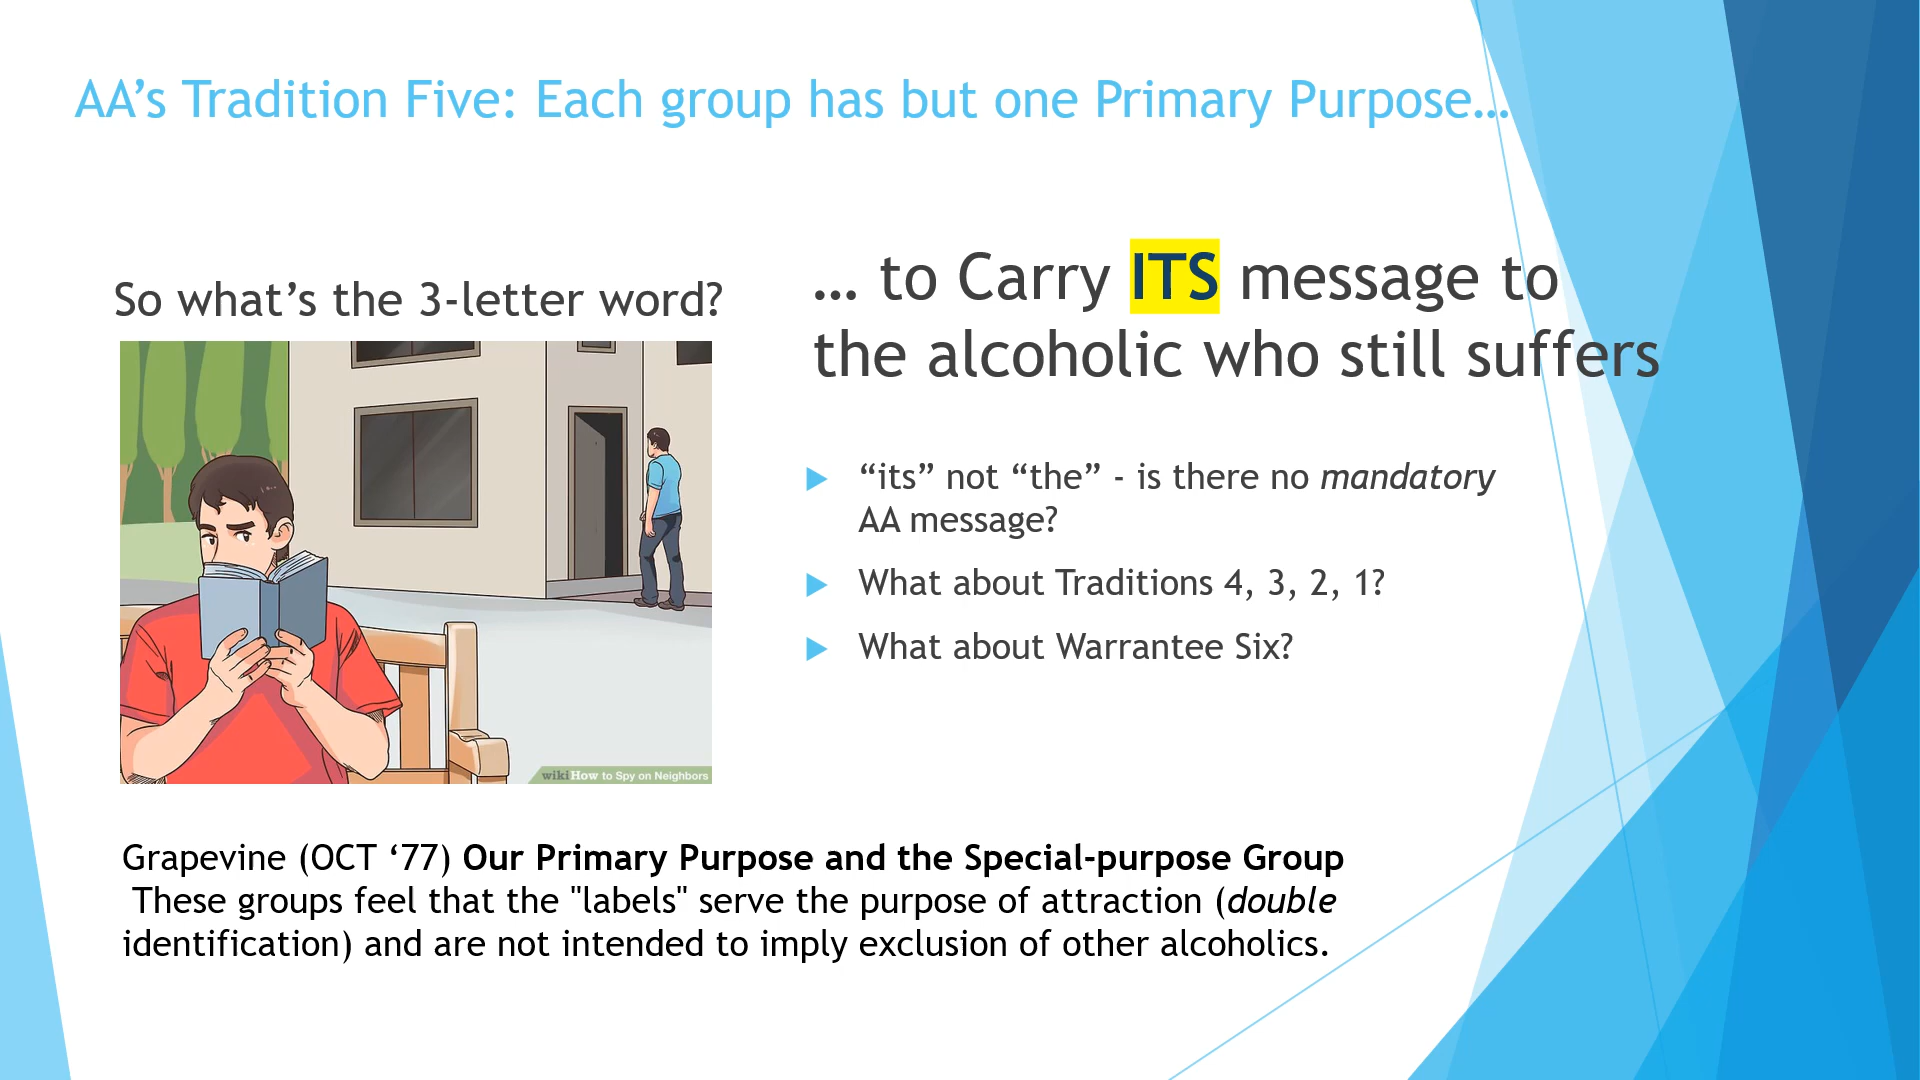 AA’s Tradition Five: Each group has but one Primary Purpose…
So what’s the 3-letter word?
wikiHow to Spy on Neighbors
… to Carry ITS message to
the alcoholic who still suffers
“its” not “the” - is there no mandatory
AA message?
What about Traditions 4, 3, 2, 1?
What about Warrantee Six?
Grapevine (OCT ‘77) Our Primary Purpose and the Special-purpose Group
These groups feel that the "labels" serve the purpose of attraction (double
identification) and are not intended to imply exclusion of other alcoholics.